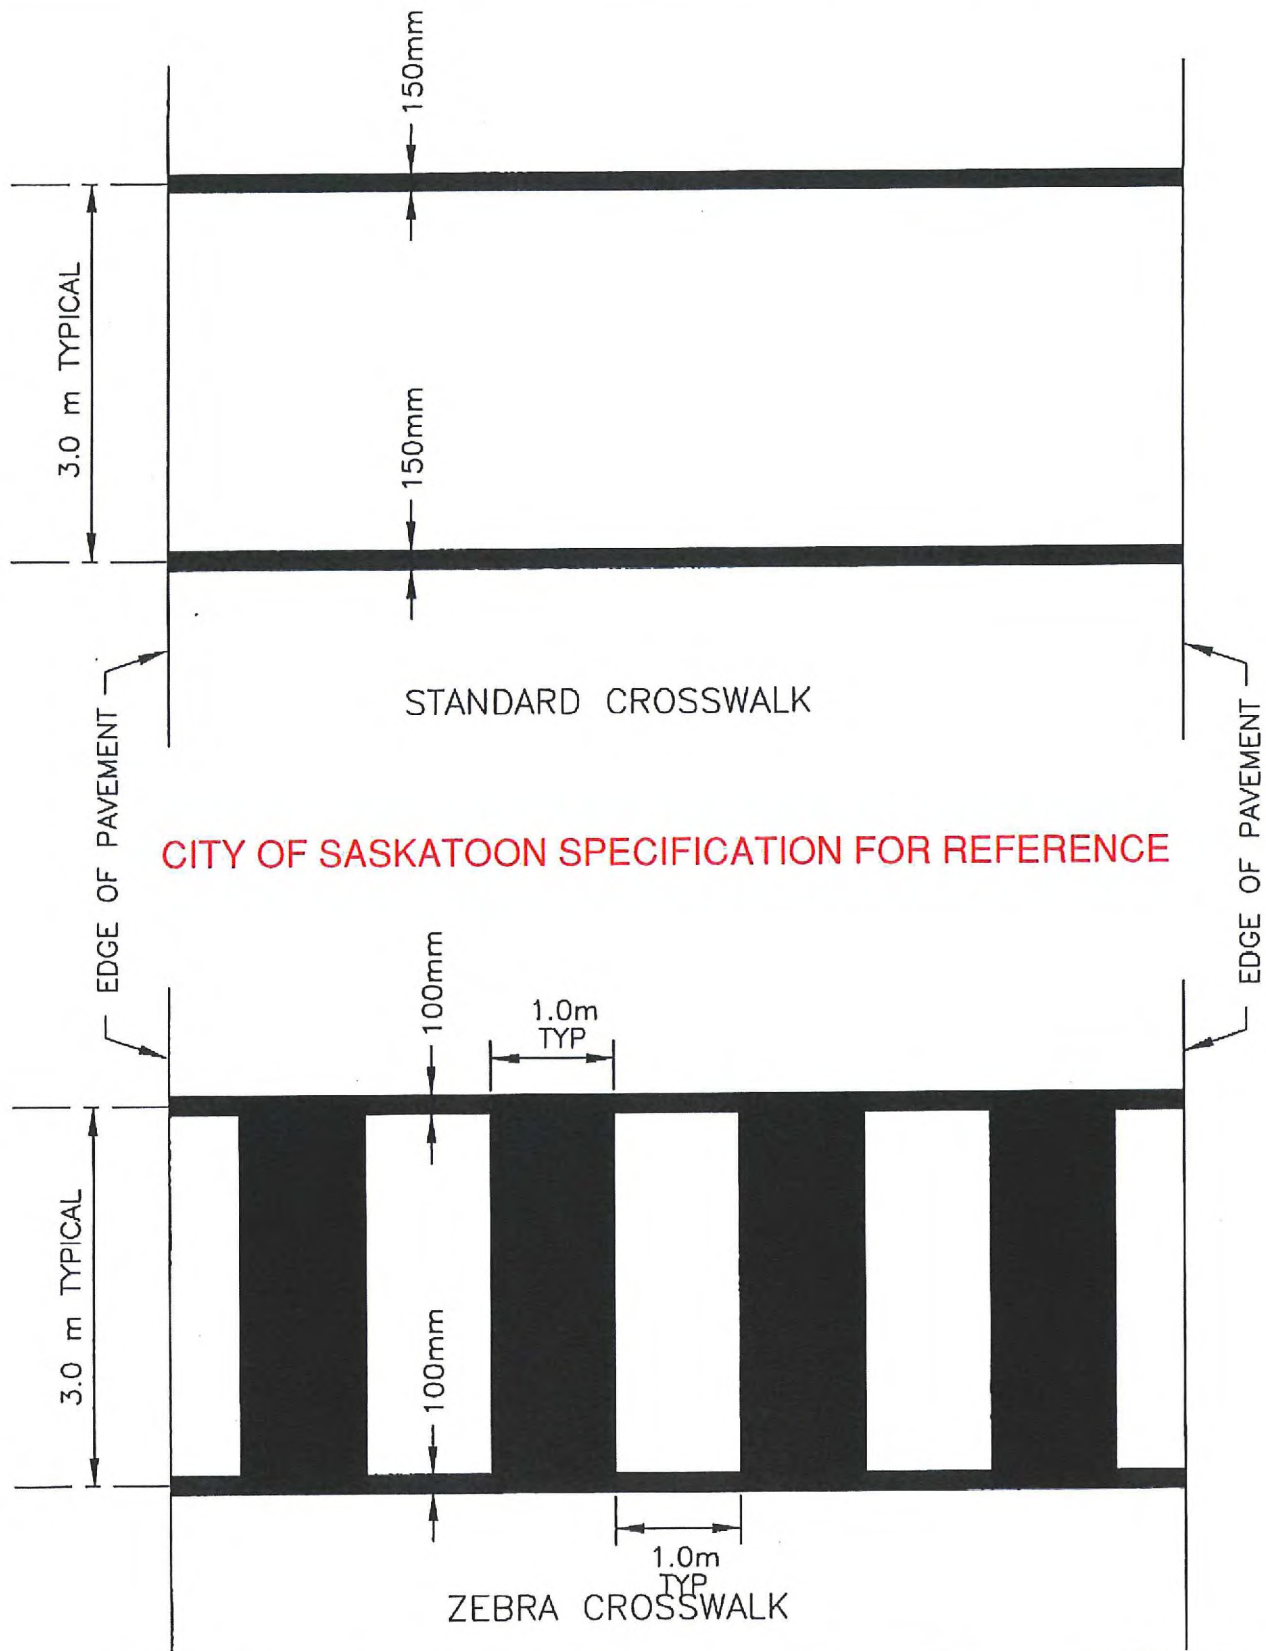 150mm
3.0 m TYPICAL
150mm
STANDARD CROSSWALK
EDGE OF PAVEMENT
EDGE OF PAVEMENT
CITY OF SASKATOON SPECIFICATION FOR REFERENCE
100mm
1.0m
TYP
3.0 m TYPICAL
100mm
1.0m
TYP
ZEBRA CROSSWALK